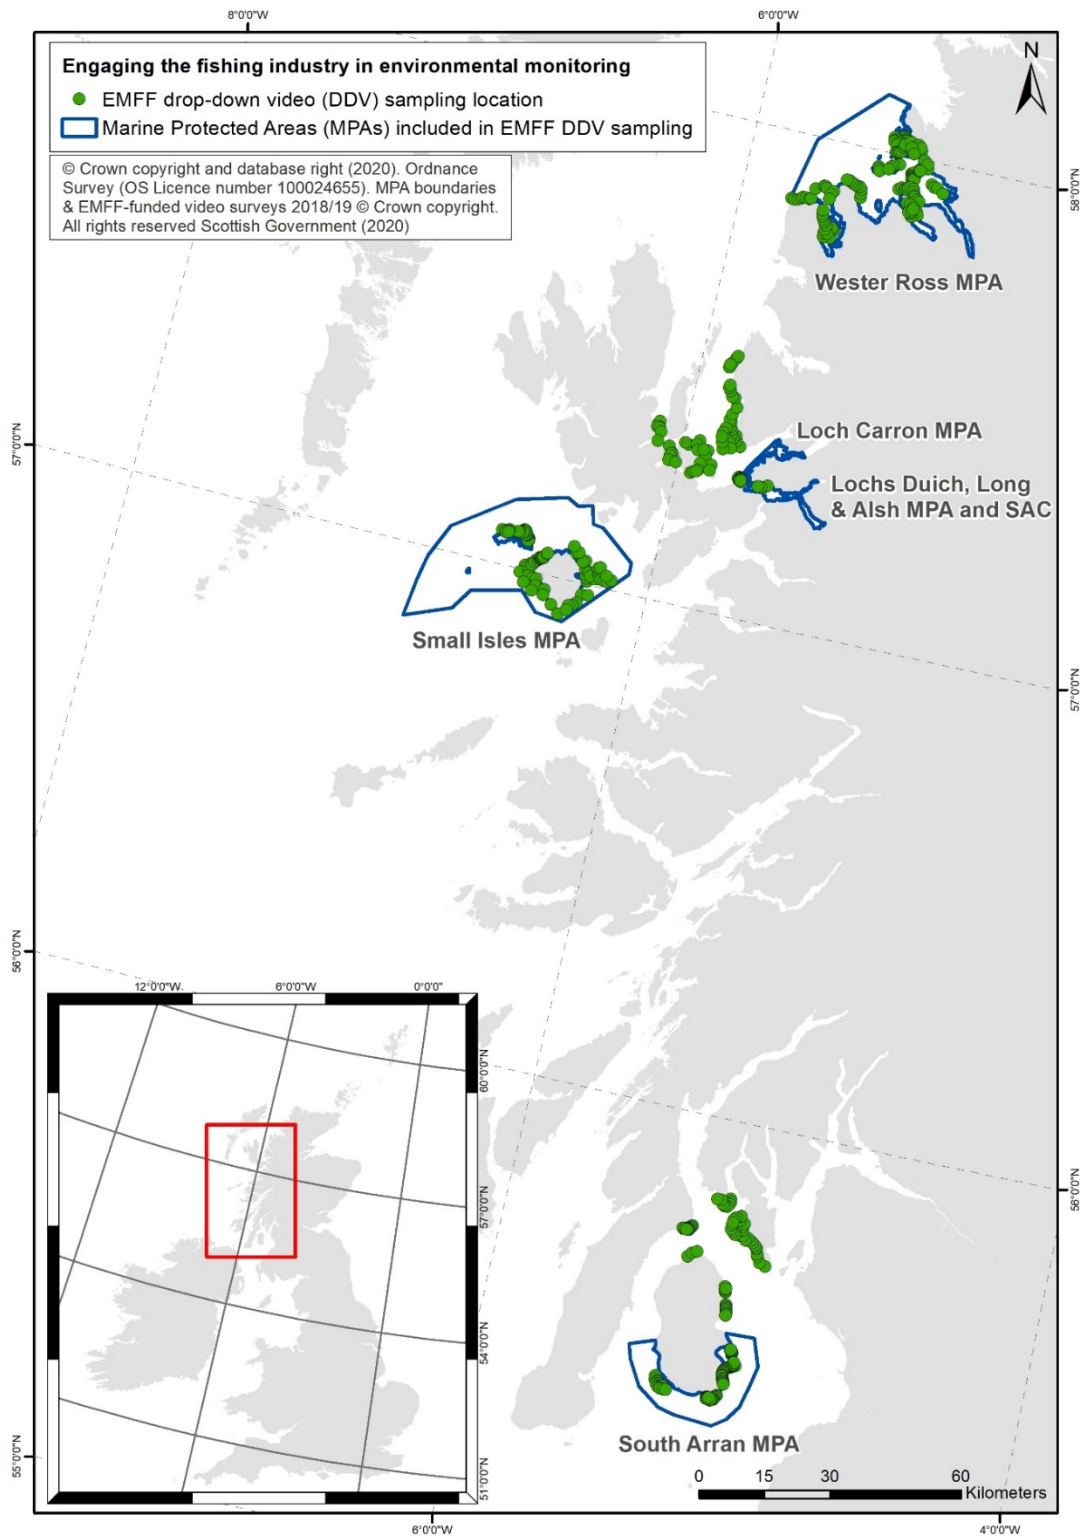 8°0'0"W
6°0'0"W
Engaging the fishing industry in environmental monitoring
EMFF drop-down video (DDV) sampling location
Marine Protected Areas (MPAs) included in EMFF DDV sampling
© Crown copyright and database right (2020). Ordnance
Survey (OS Licence number 100024655). MPA boundaries
& EMFF-funded video surveys 2018/19 © Crown copyright.
All rights reserved Scottish Government (2020)
N
58°0'0"N
Wester Ross MPA
57°0'0"N
Loch Carron MPA
Lochs Duich, Long
& Alsh MPA and SAC
Small Isles MPA
57°0'0"N
56°0'0"N
12°0'0"W
6°0'0"W
0°0'0"
60°0'0"N
57°0'0"N
54°0'0"N
51°0'0"N
56°0'0"N
South Arran MPA
55°0'0"N
0 15 30 60
Kilometers
6°0'0"W
4°0'0"W